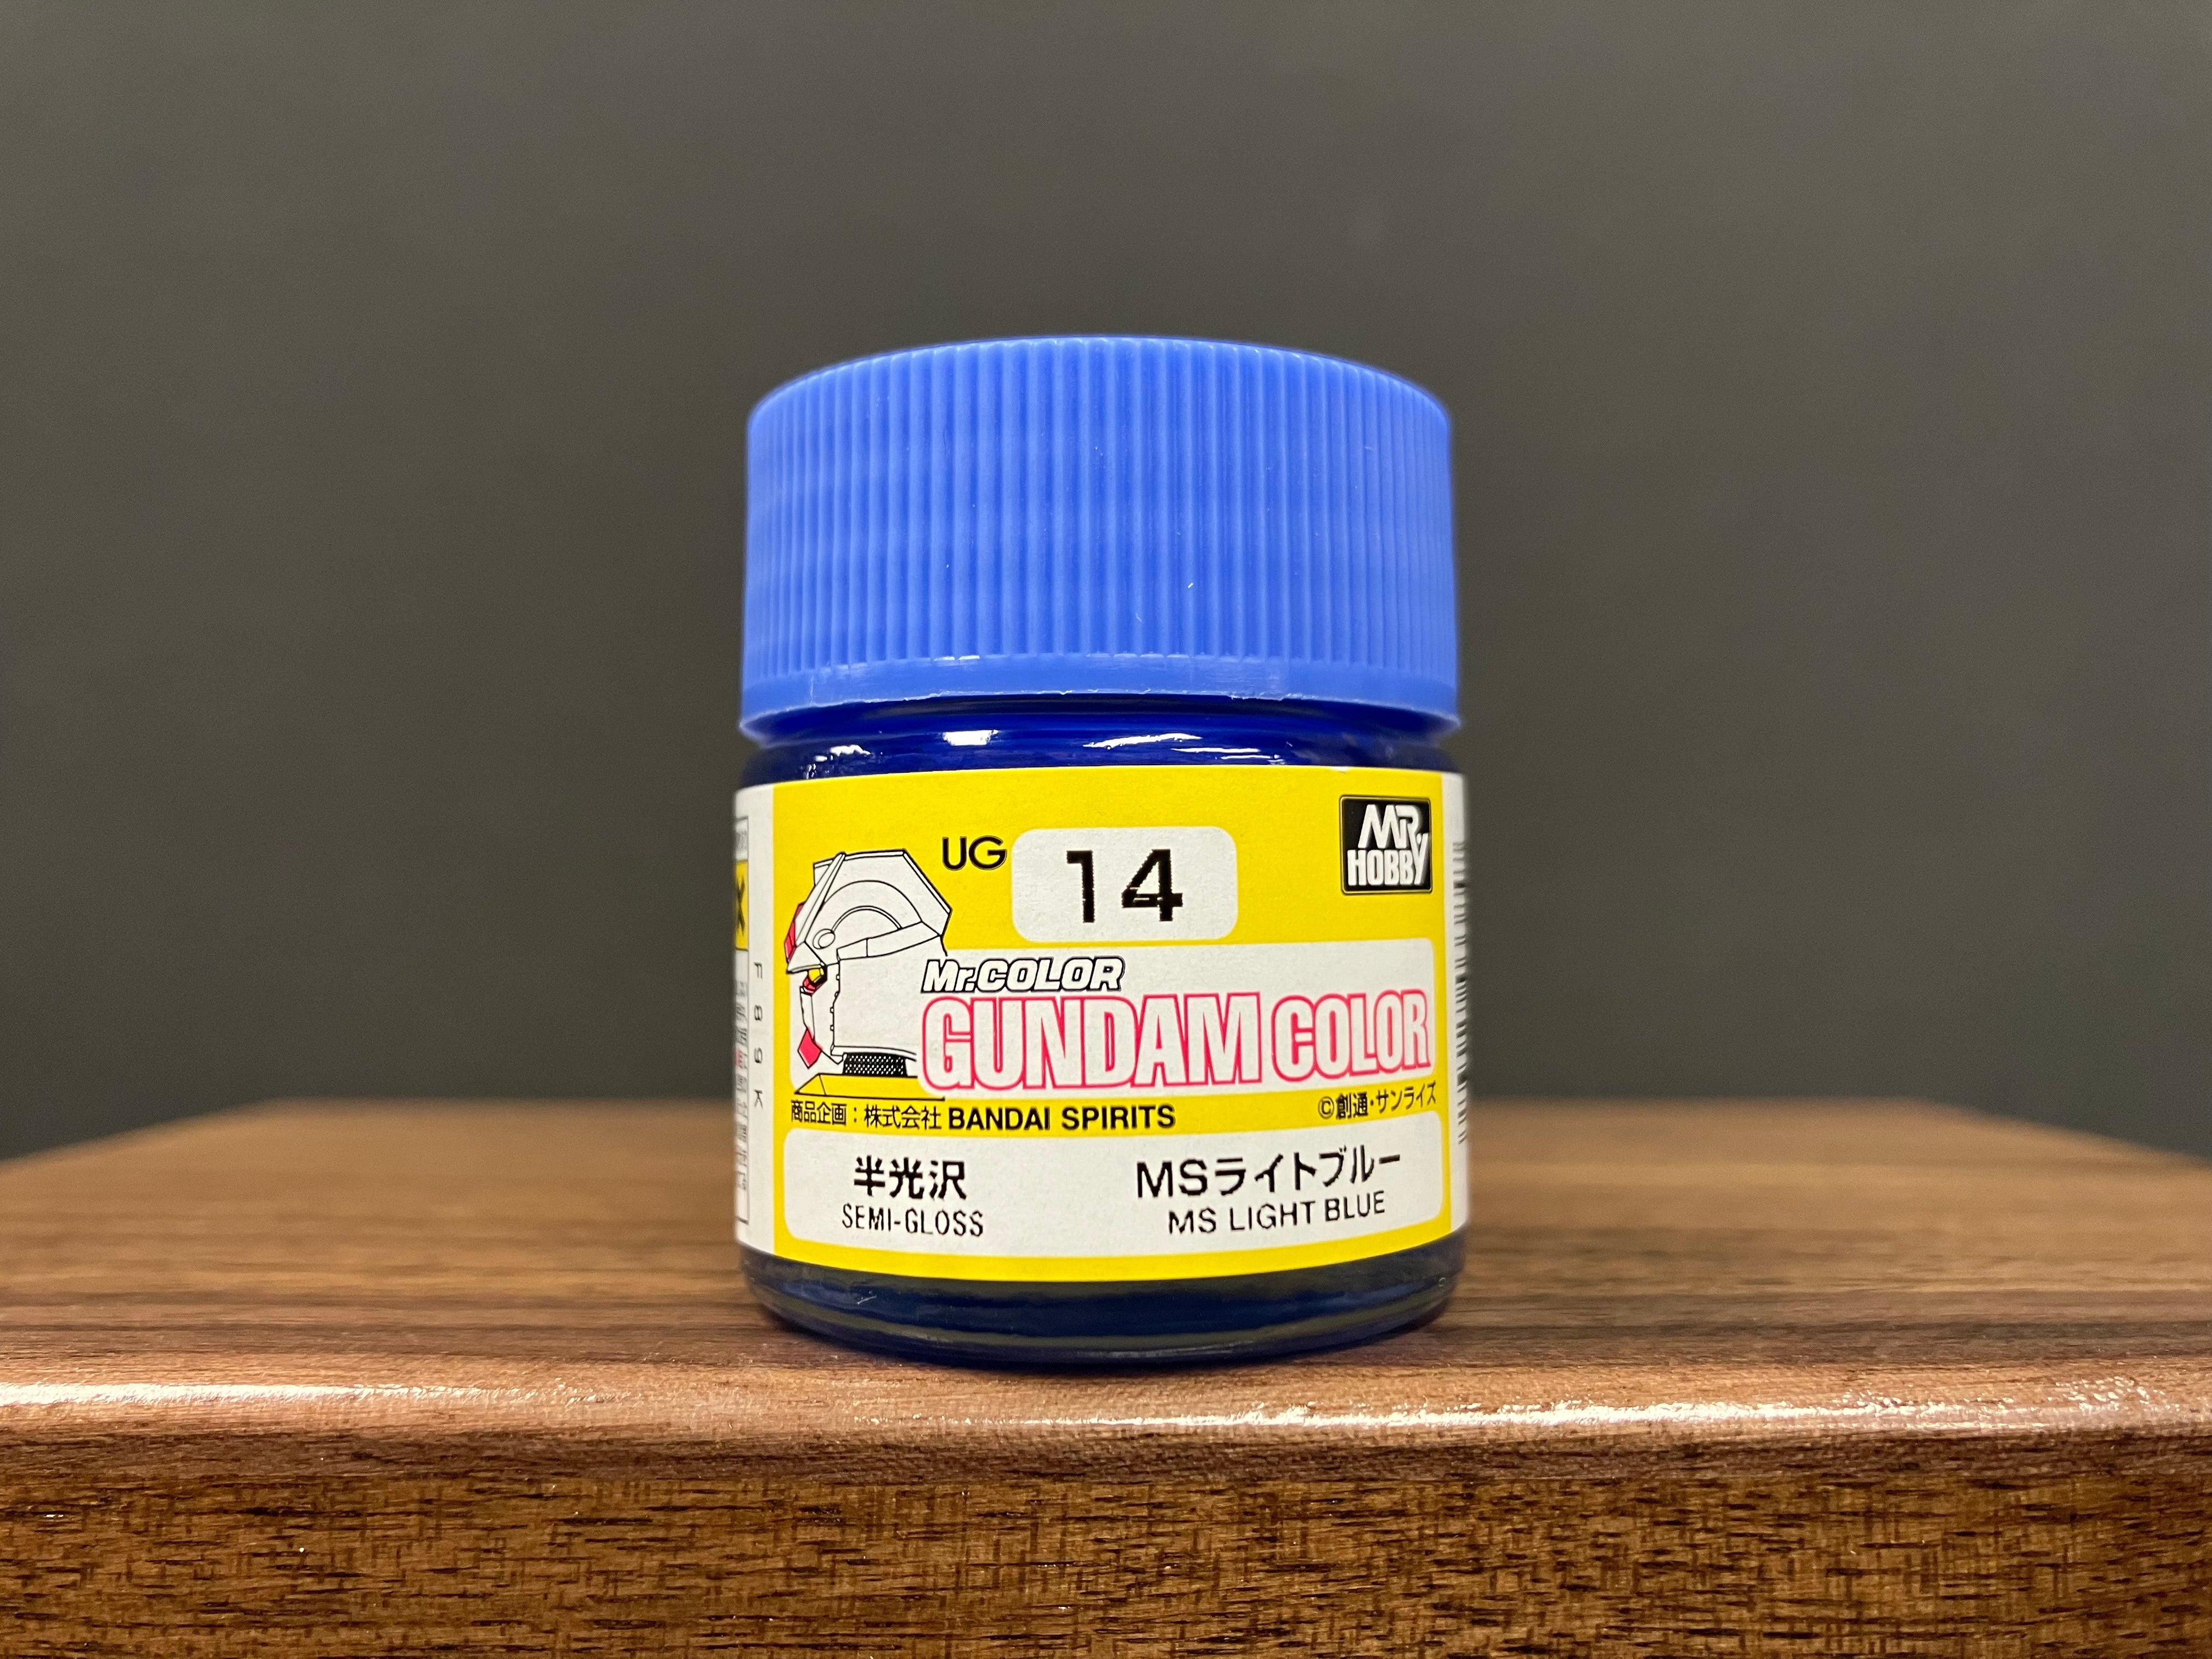 UG 14
MR HOBBY
Mr.COLOR
GUNDAM COLOR
商品企画：株式会社 BANDAI SPIRITS
©創通・サンライズ
半光沢
SEMI-GLOSS
MSライトブルー
MS LIGHT BLUE
F89K